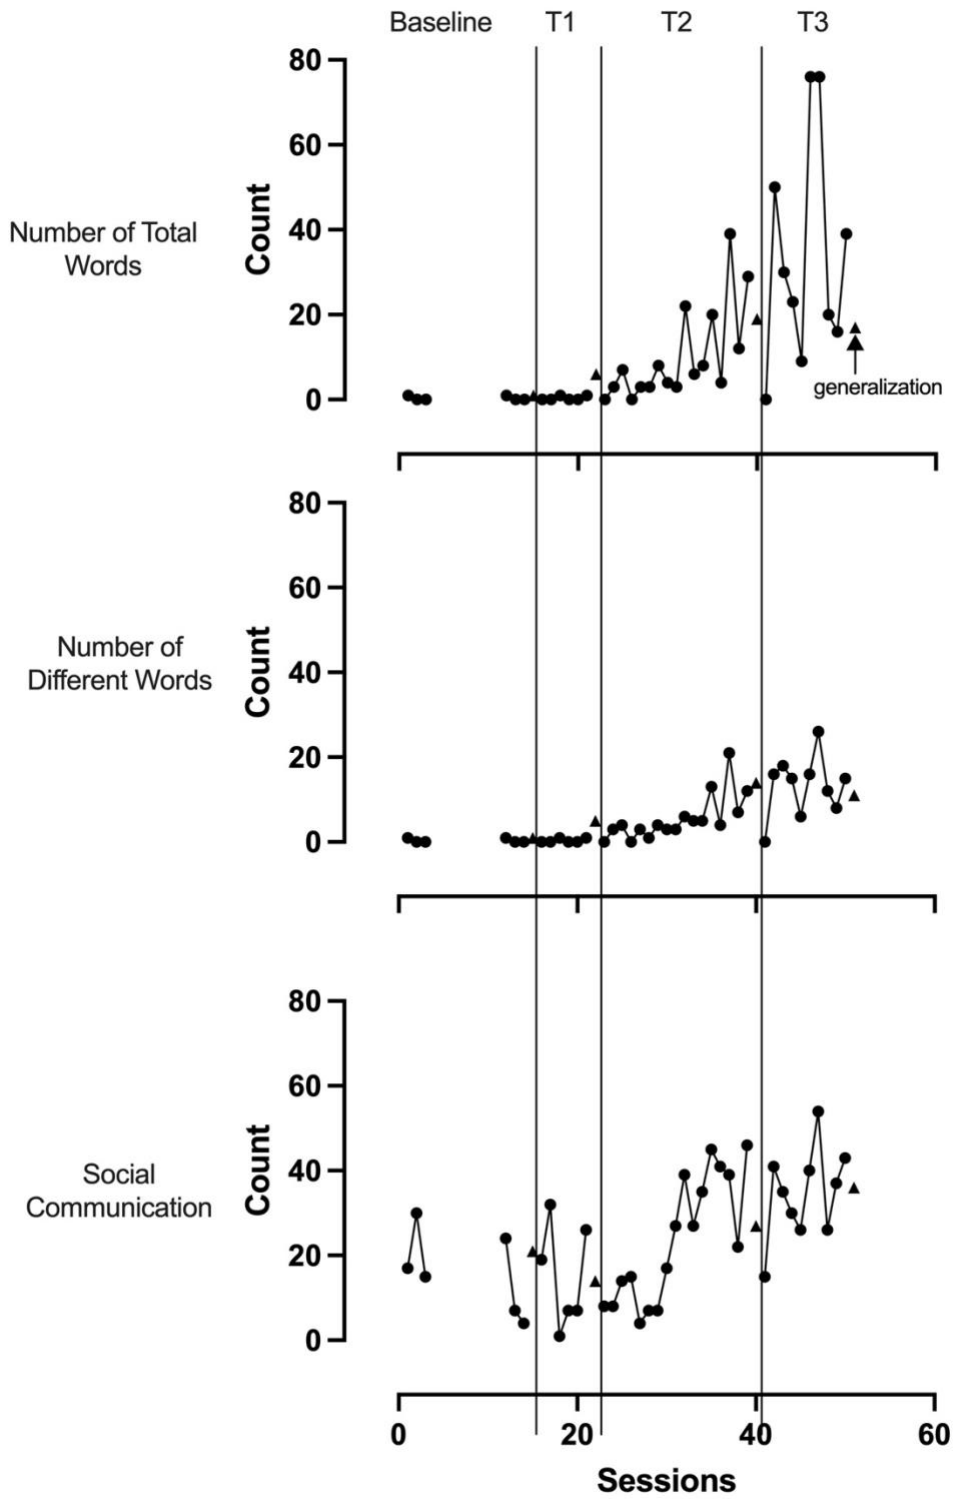 Baseline T1 T2 T3
80
60
40
20
0
Count
Number of Total
Words
generalization
80
60
40
20
0
Count
Number of
Different Words
80
60
40
20
0
Count
Social
Communication
0 20 40 60
Sessions